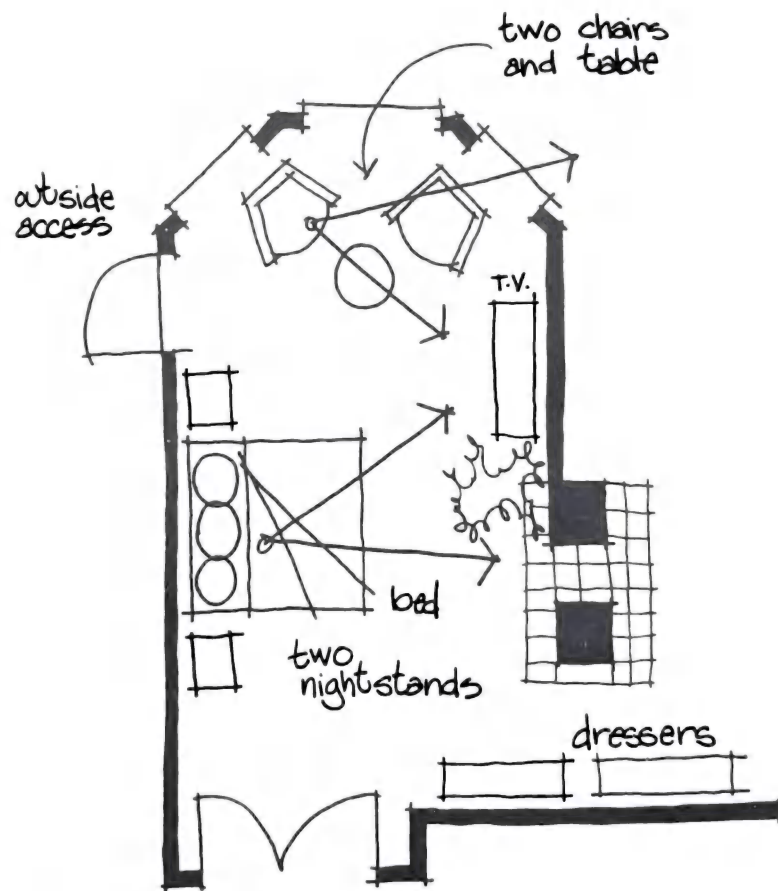 two chairs
and table
outside
access
T.V.
bed
two
nightstands
dressers